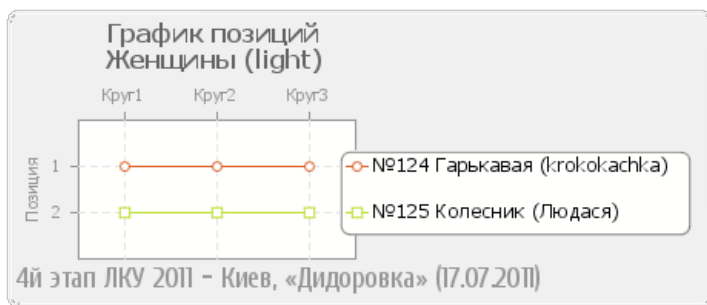 График позиций
Женщины (light)
Круг1 Круг2 Круг3
Позиция
1
2
№124 Гарькавая (krokokachka)
№125 Колесник (Людася)
4й этап ЛКУ 2011 - Киев, «Дидоровка» (17.07.2011)